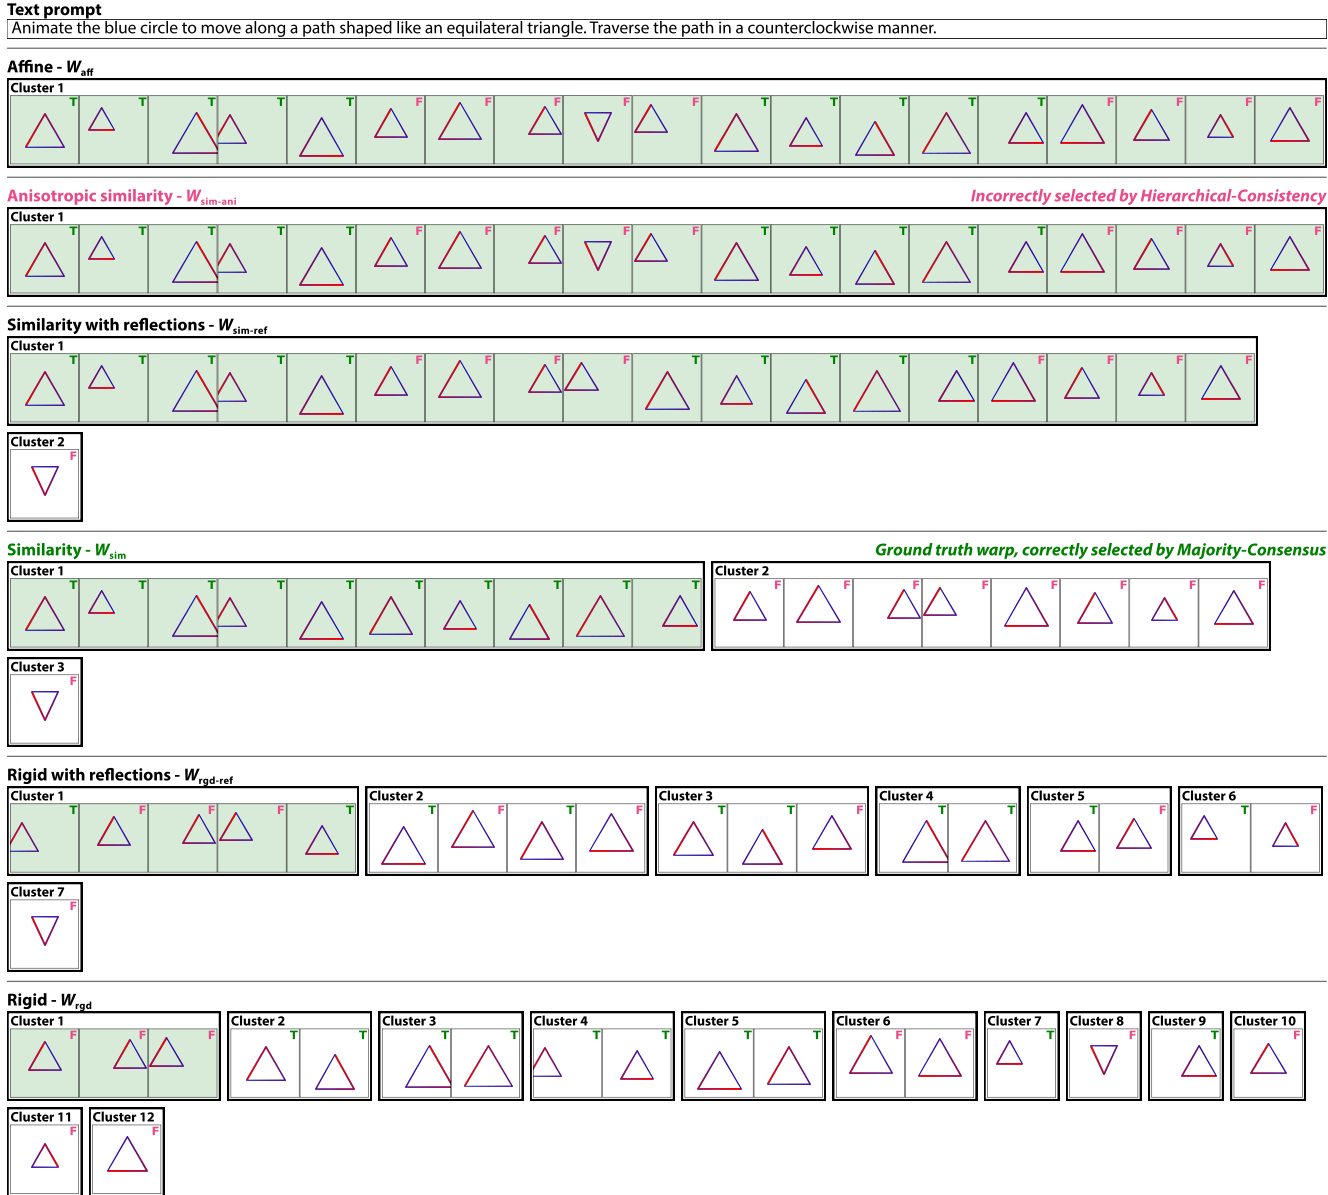 Text prompt
Animate the blue circle to move along a path shaped like an equilateral triangle. Traverse the path in a counterclockwise manner.
Affine - Waff
Cluster 1
T T T T T F F F F F T T T T T F F F F
Anisotropic similarity - Wsim-ani Incorrectly selected by Hierarchical-Consistency
Cluster 1
T T T T T F F F F F T T T T T F F F F
Similarity with reflections - Wsim-ref
Cluster 1
T T T T T F F F F T T T T T F F F F
Cluster 2
F
Similarity - Wsim Ground truth warp, correctly selected by Majority-Consensus
Cluster 1 Cluster 2
T T T T T T T T T T F F F F F F F F
Cluster 3
F
Rigid with reflections - Wrgd-ref
Cluster 1 Cluster 2 Cluster 3 Cluster 4 Cluster 5 Cluster 6
T F F F T T F T F T T F T T T F T F
Cluster 7
F
Rigid - Wrgd
Cluster 1 Cluster 2 Cluster 3 Cluster 4 Cluster 5 Cluster 6 Cluster 7 Cluster 8 Cluster 9 Cluster 10
F F F T T T T T T T T F F T F T F
Cluster 11 Cluster 12
F F